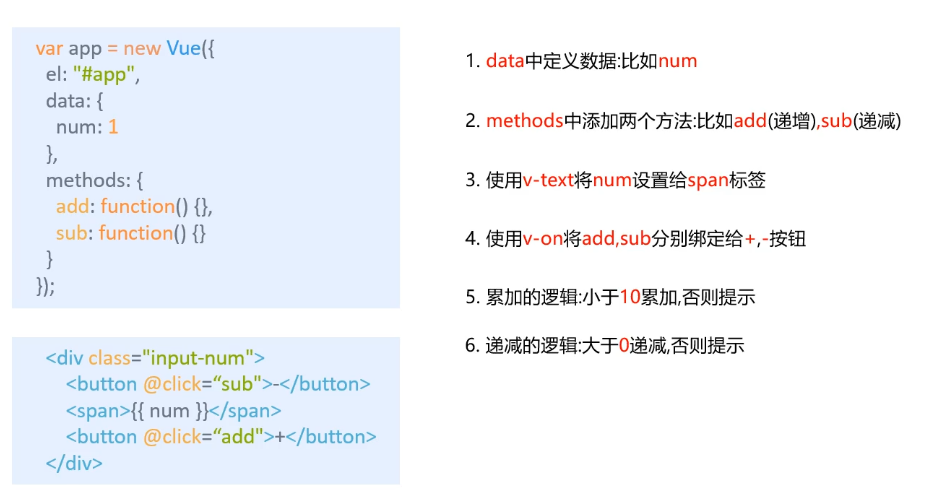 var app = new Vue({
el: "#app",
data: {
num: 1
},
methods: {
add: function() {},
sub: function() {}
}
});
<div class="input-num">
<button @click=“sub">-</button>
<span>{{ num }}</span>
<button @click=“add">+</button>
</div>
1. data中定义数据:比如num
2. methods中添加两个方法:比如add(递增),sub(递减)
3. 使用v-text将num设置给span标签
4. 使用v-on将add,sub分别绑定给+,-按钮
5. 累加的逻辑:小于10累加,否则提示
6. 递减的逻辑:大于0递减,否则提示